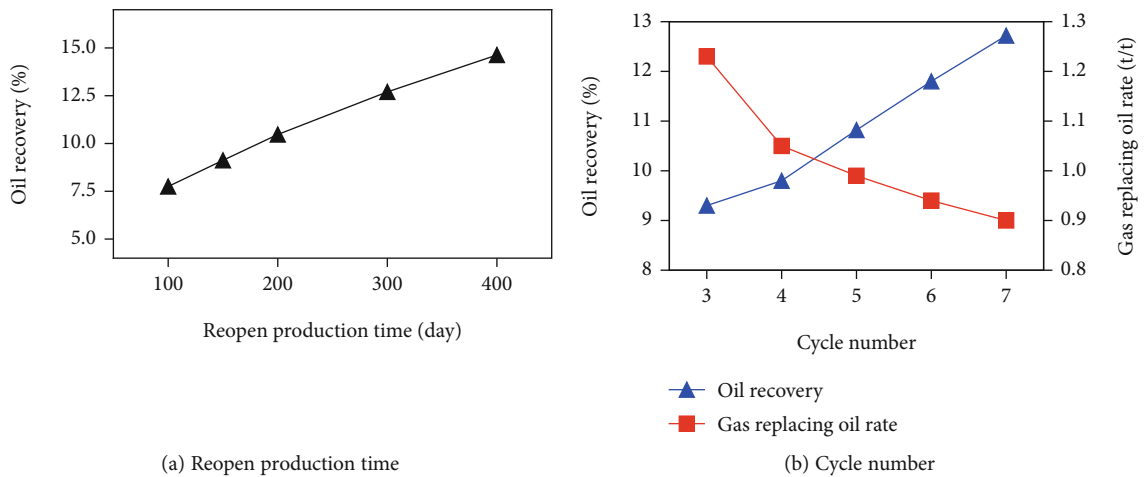 15.0
12.5
10.0
7.5
5.0
Oil recovery (%)
100 200 300 400
Reopen production time (day)
(a) Reopen production time
13
12
11
10
9
8
Oil recovery (%)
1.3
1.2
1.1
1.0
0.9
0.8
Gas replacing oil rate (t/t)
3 4 5 6 7
Cycle number
Oil recovery
Gas replacing oil rate
(b) Cycle number